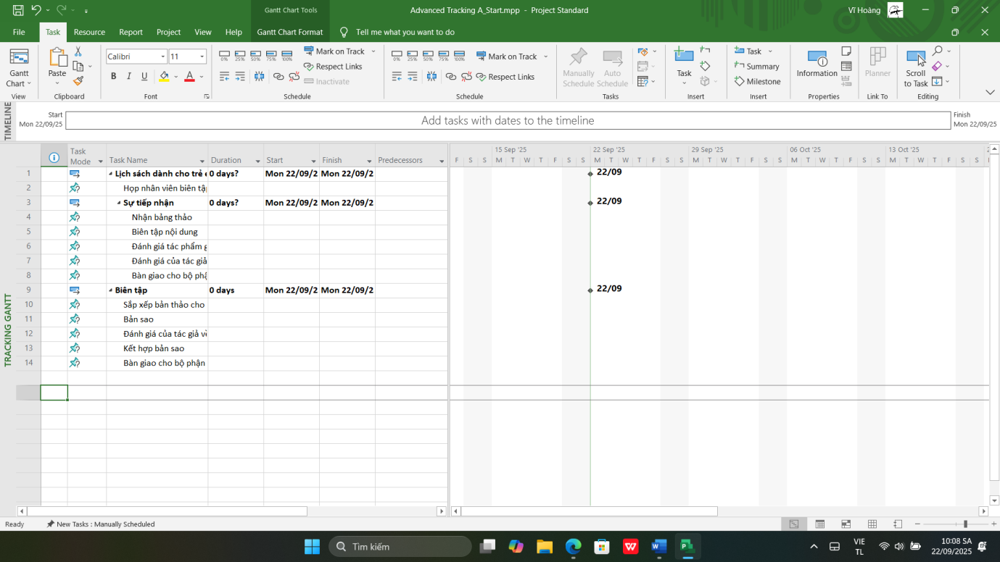 Gantt Chart Tools
Advanced Tracking A_Start.mpp - Project Standard
Vĩ Hoàng
File Task Resource Report Project View Help Gantt Chart Format Tell me what you want to do
Gantt Chart
View
Paste
Clipboard
Calibri 11
B I U A
Font
0% 25% 50% 75% 100%
Mark on Track
Respect Links
Inactivate
Schedule
0% 25% 50% 75% 100%
Mark on Track
Respect Links
Schedule
Manually Schedule
Auto Schedule
Tasks
Task
Insert
Task
Summary
Milestone
Insert
Information
Properties
Planner
Link To
Scroll to Task
Editing
TIMELINE
Start
Mon 22/09/25
Add tasks with dates to the timeline
Finish
Mon 22/09/25
TRACKING GANTT
Task Mode Task Name Duration Start Finish Predecessors
15 Sep '25 22 Sep '25 29 Sep '25 06 Oct '25 13 Oct '25
F S S M T W T F S S M T W T F S S M T W T F S S M T W T F S S M T W T F S S
1 Lịch sách dành cho trẻ 0 days? Mon 22/09/2 Mon 22/09/2 22/09
2 Họp nhân viên biên tập
3 Sự tiếp nhận 0 days? Mon 22/09/2 Mon 22/09/2 22/09
4 Nhận bảng thảo
5 Biên tập nội dung
6 Đánh giá tác phẩm
7 Đánh giá của tác giả
8 Bàn giao cho bộ
9 Biên tập 0 days Mon 22/09/2 Mon 22/09/2 22/09
10 Sắp xếp bản thảo cho
11 Bản sao
12 Đánh giá của tác giả
13 Kết hợp bản sao
14 Bàn giao cho bộ phận
Ready New Tasks : Manually Scheduled
Tìm kiếm
VIE
TL
10:08 SA
22/09/2025